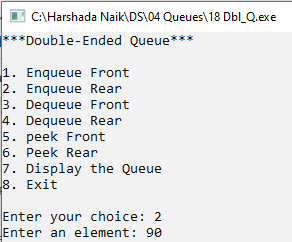 C:\Harshada Naik\DS\04 Queues\18 Dbl_Q.exe
***Double-Ended Queue***
1. Enqueue Front
2. Enqueue Rear
3. Dequeue Front
4. Dequeue Rear
5. peek Front
6. Peek Rear
7. Display the Queue
8. Exit
Enter your choice: 2
Enter an element: 90